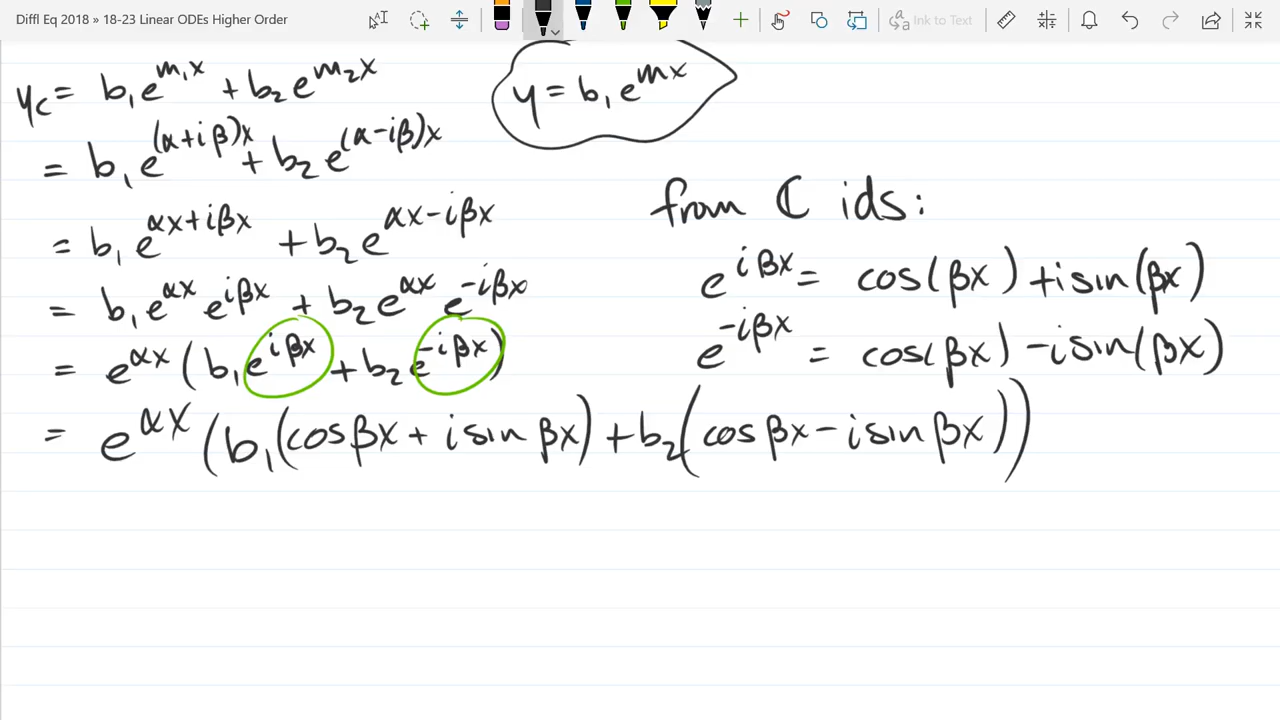 Diffl Eq 2018 » 18-23 Linear ODEs Higher Order
Ink to Text
y_c = b₁e^{m₁x} + b₂e^{m₂x}
y = b₁e^{mx}
= b₁e^{(α+iβ)x} + b₂e^{(α-iβ)x}
= b₁e^{αx+iβx} + b₂e^{αx-iβx}
= b₁e^{αx}e^{iβx} + b₂e^{αx}e^{-iβx}
= e^{αx}(b₁e^{iβx} + b₂e^{-iβx})
= e^{αx}(b₁(cosβx + i sin βx) + b₂(cos βx - i sin βx))
from ℂ ids:
e^{iβx} = cos(βx) + i sin(βx)
e^{-iβx} = cos(βx) - i sin(βx)